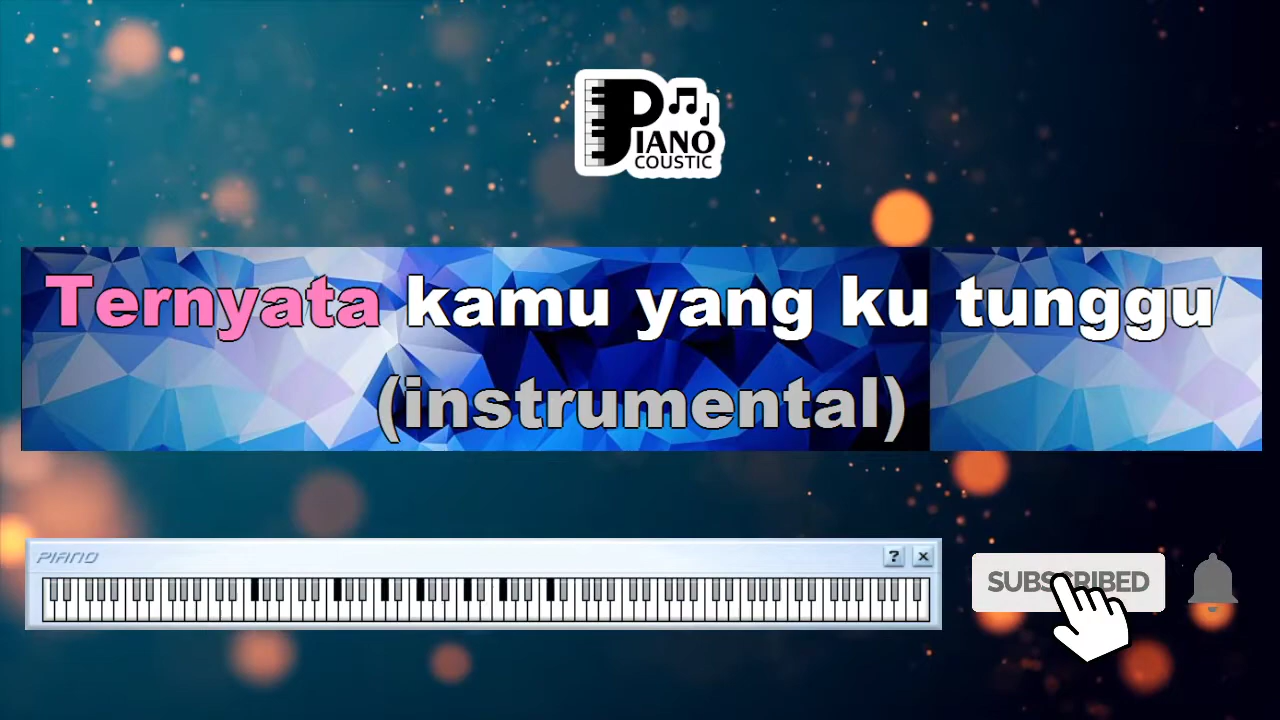 PIANO
COUSTIC
Ternyata kamu yang ku tunggu
(instrumental)
PIANO
?
×
SUBSCRIBED